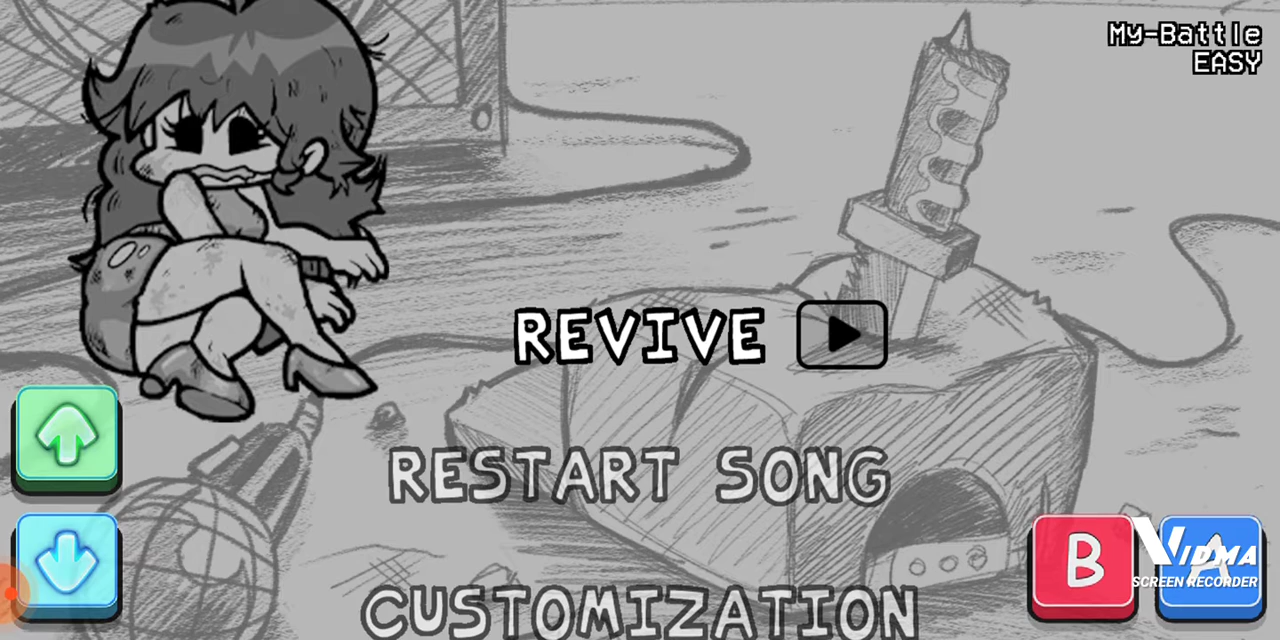 My-Battle
EASY
REVIVE
RESTART SONG
CUSTOMIZATION
B
A
VIDMA
SCREEN RECORDER